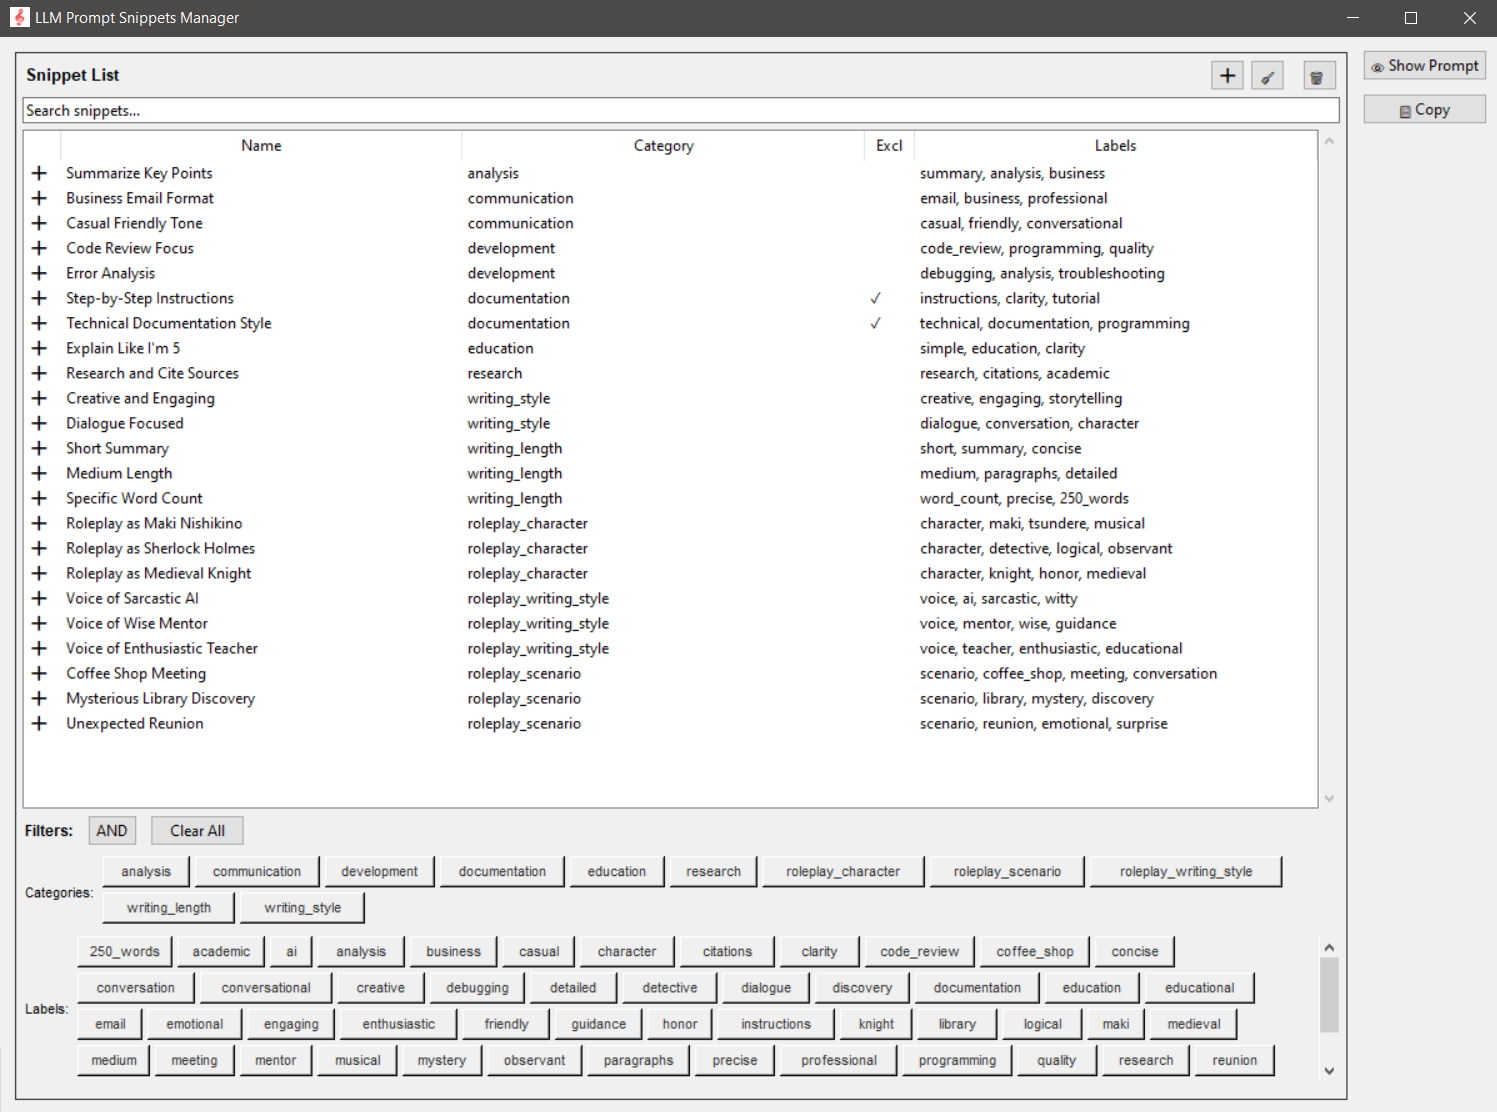 LLM Prompt Snippets Manager
Snippet List
Show Prompt
Search snippets...
Copy
Name Category Excl Labels
Summarize Key Points analysis summary, analysis, business
Business Email Format communication email, business, professional
Casual Friendly Tone communication casual, friendly, conversational
Code Review Focus development code_review, programming, quality
Error Analysis development debugging, analysis, troubleshooting
Step-by-Step Instructions documentation ✓ instructions, clarity, tutorial
Technical Documentation Style documentation ✓ technical, documentation, programming
Explain Like I'm 5 education simple, education, clarity
Research and Cite Sources research research, citations, academic
Creative and Engaging writing_style creative, engaging, storytelling
Dialogue Focused writing_style dialogue, conversation, character
Short Summary writing_length short, summary, concise
Medium Length writing_length medium, paragraphs, detailed
Specific Word Count writing_length word_count, precise, 250_words
Roleplay as Maki Nishikino roleplay_character character, maki, tsundere, musical
Roleplay as Sherlock Holmes roleplay_character character, detective, logical, observant
Roleplay as Medieval Knight roleplay_character character, knight, honor, medieval
Voice of Sarcastic AI roleplay_writing_style voice, ai, sarcastic, witty
Voice of Wise Mentor roleplay_writing_style voice, mentor, wise, guidance
Voice of Enthusiastic Teacher roleplay_writing_style voice, teacher, enthusiastic, educational
Coffee Shop Meeting roleplay_scenario scenario, coffee_shop, meeting, conversation
Mysterious Library Discovery roleplay_scenario scenario, library, mystery, discovery
Unexpected Reunion roleplay_scenario scenario, reunion, emotional, surprise
Filters: AND Clear All
Categories:
analysis communication development documentation education research roleplay_character roleplay_scenario roleplay_writing_style
writing_length writing_style
Labels:
250_words academic ai analysis business casual character citations clarity code_review coffee_shop concise
conversation conversational creative debugging detailed detective dialogue discovery documentation education educational
email emotional engaging enthusiastic friendly guidance honor instructions knight library logical maki medieval
medium meeting mentor musical mystery observant paragraphs precise professional programming quality research reunion